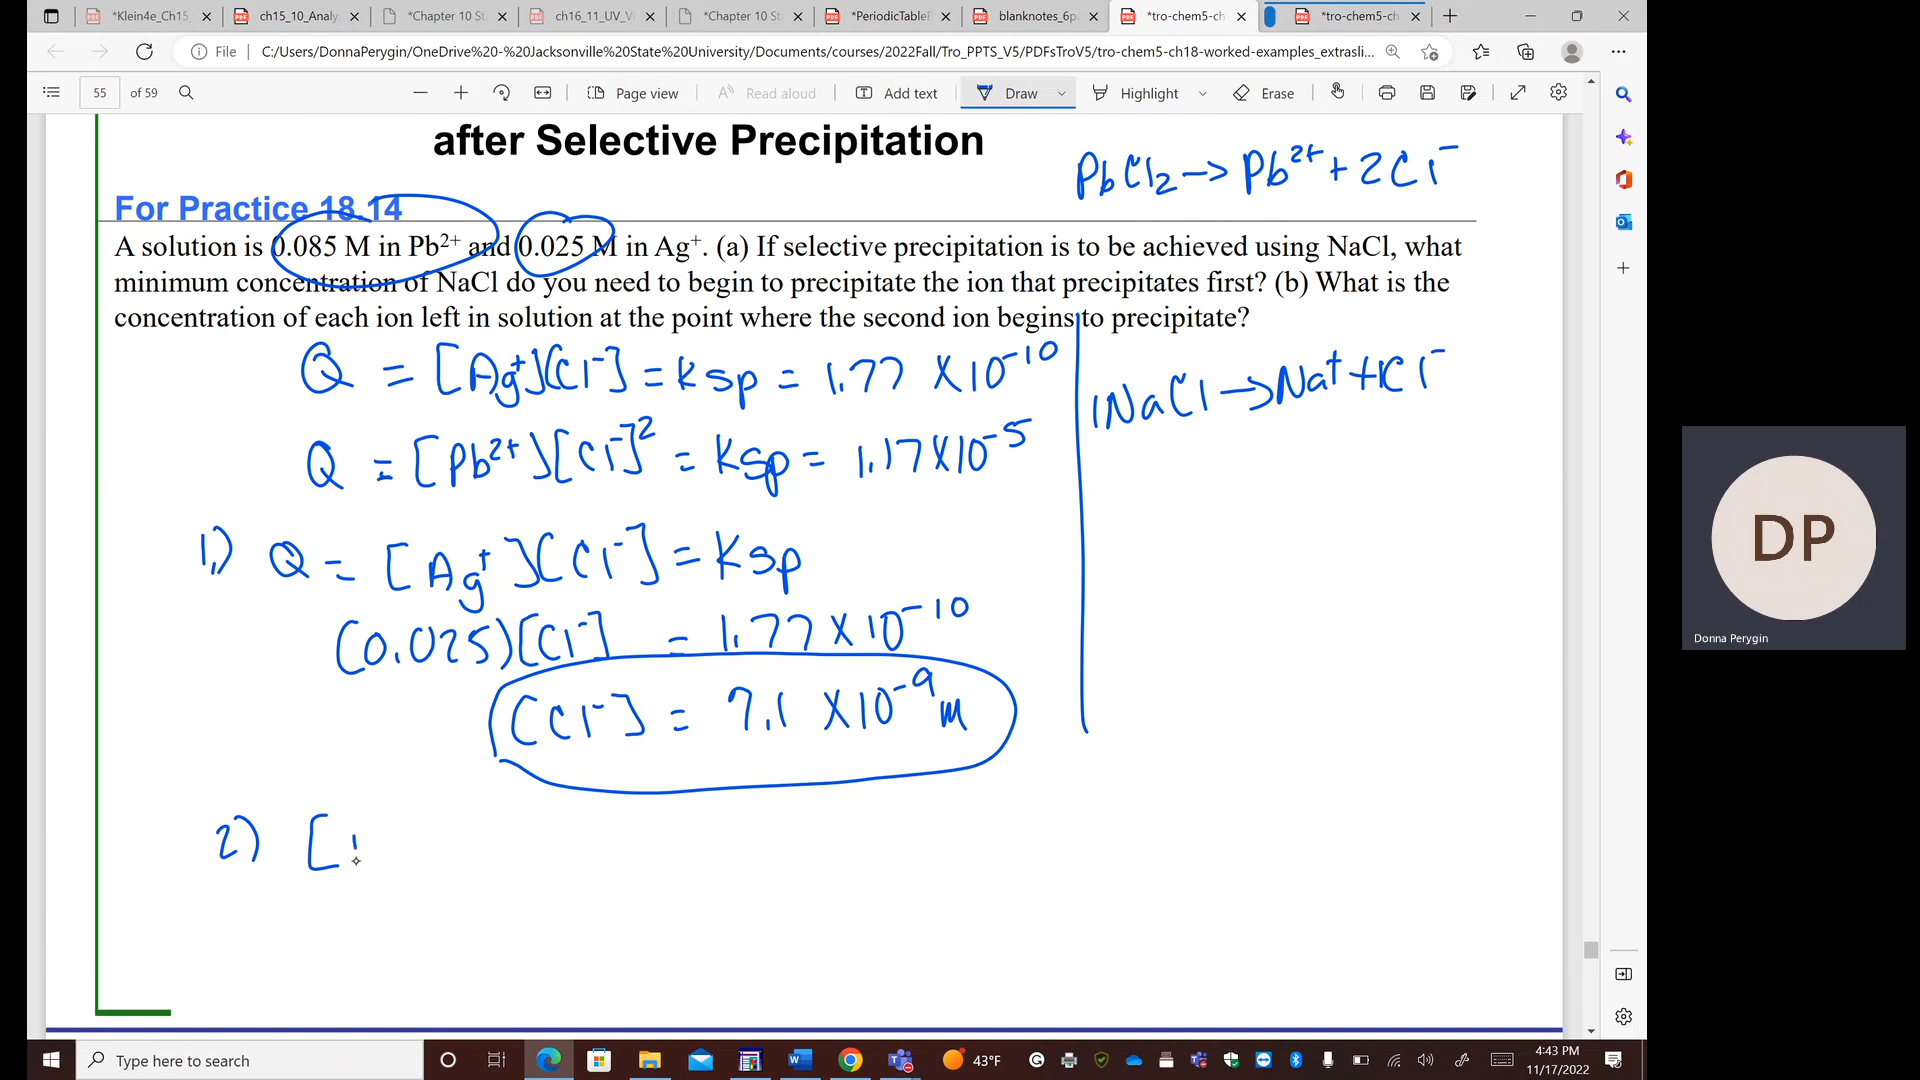 *Klein4e_Ch15_
ch15_10_Analy
*Chapter 10 St
ch16_11_UV_Vi
*Chapter 10 St
*PeriodicTable
blanknotes_6p
*tro-chem5-ch
*tro-chem5-ch
File
C:/Users/DonnaPerygin/OneDrive%20-%20Jacksonville%20State%20University/Documents/courses/2022Fall/Tro_PPTS_V5/PDFsTroV5/tro-chem5-ch18-worked-examples_extrasli...
55 of 59
Page view
Read aloud
Add text
Draw
Highlight
Erase
after Selective Precipitation
PbCl₂ → Pb²⁺ + 2Cl⁻
For Practice 18.14
A solution is 0.085 M in Pb²⁺ and 0.025 M in Ag⁺. (a) If selective precipitation is to be achieved using NaCl, what
minimum concentration of NaCl do you need to begin to precipitate the ion that precipitates first? (b) What is the
concentration of each ion left in solution at the point where the second ion begins to precipitate?
Q = [Ag⁺][Cl⁻] = Ksp = 1.77 X10⁻¹⁰
1NaCl → Na⁺ + 1Cl⁻
Q = [Pb²⁺][Cl⁻]² = Ksp = 1.17X10⁻⁵
1.) Q = [Ag⁺][Cl⁻] = Ksp
(0.025)[Cl⁻] = 1.77 X 10⁻¹⁰
[Cl⁻] = 7.1 X10⁻⁹ M
2) [
DP
Donna Perygin
Type here to search
43°F
4:43 PM
11/17/2022